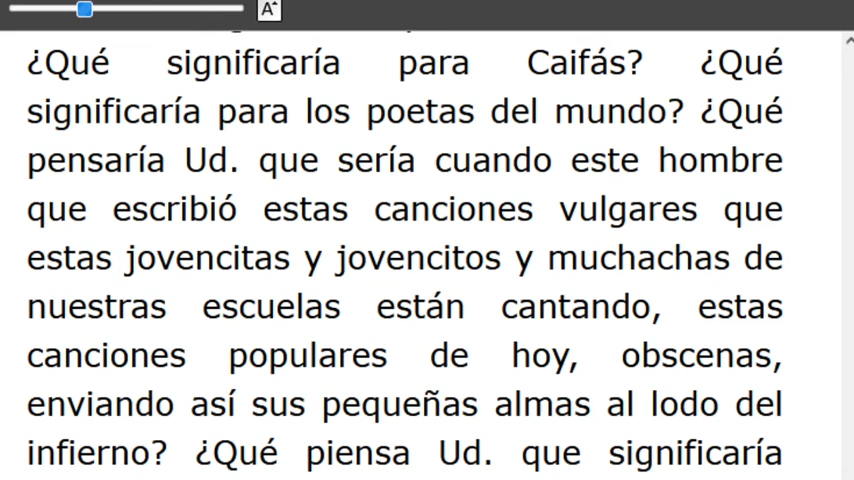 A
¿Qué significaría para Caifás? ¿Qué
significaría para los poetas del mundo? ¿Qué
pensaría Ud. que sería cuando este hombre
que escribió estas canciones vulgares que
estas jovencitas y jovencitos y muchachas de
nuestras escuelas están cantando, estas
canciones populares de hoy, obscenas,
enviando así sus pequeñas almas al lodo del
infierno? ¿Qué piensa Ud. que significaría